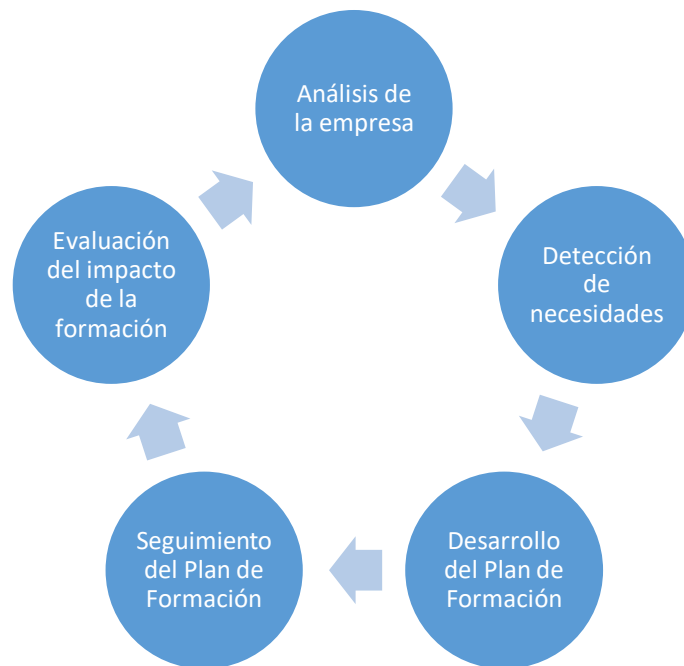 Análisis de
la empresa
Detección
de
necesidades
Desarrollo
del Plan de
Formación
Seguimiento
del Plan de
Formación
Evaluación
del impacto
de la
formación